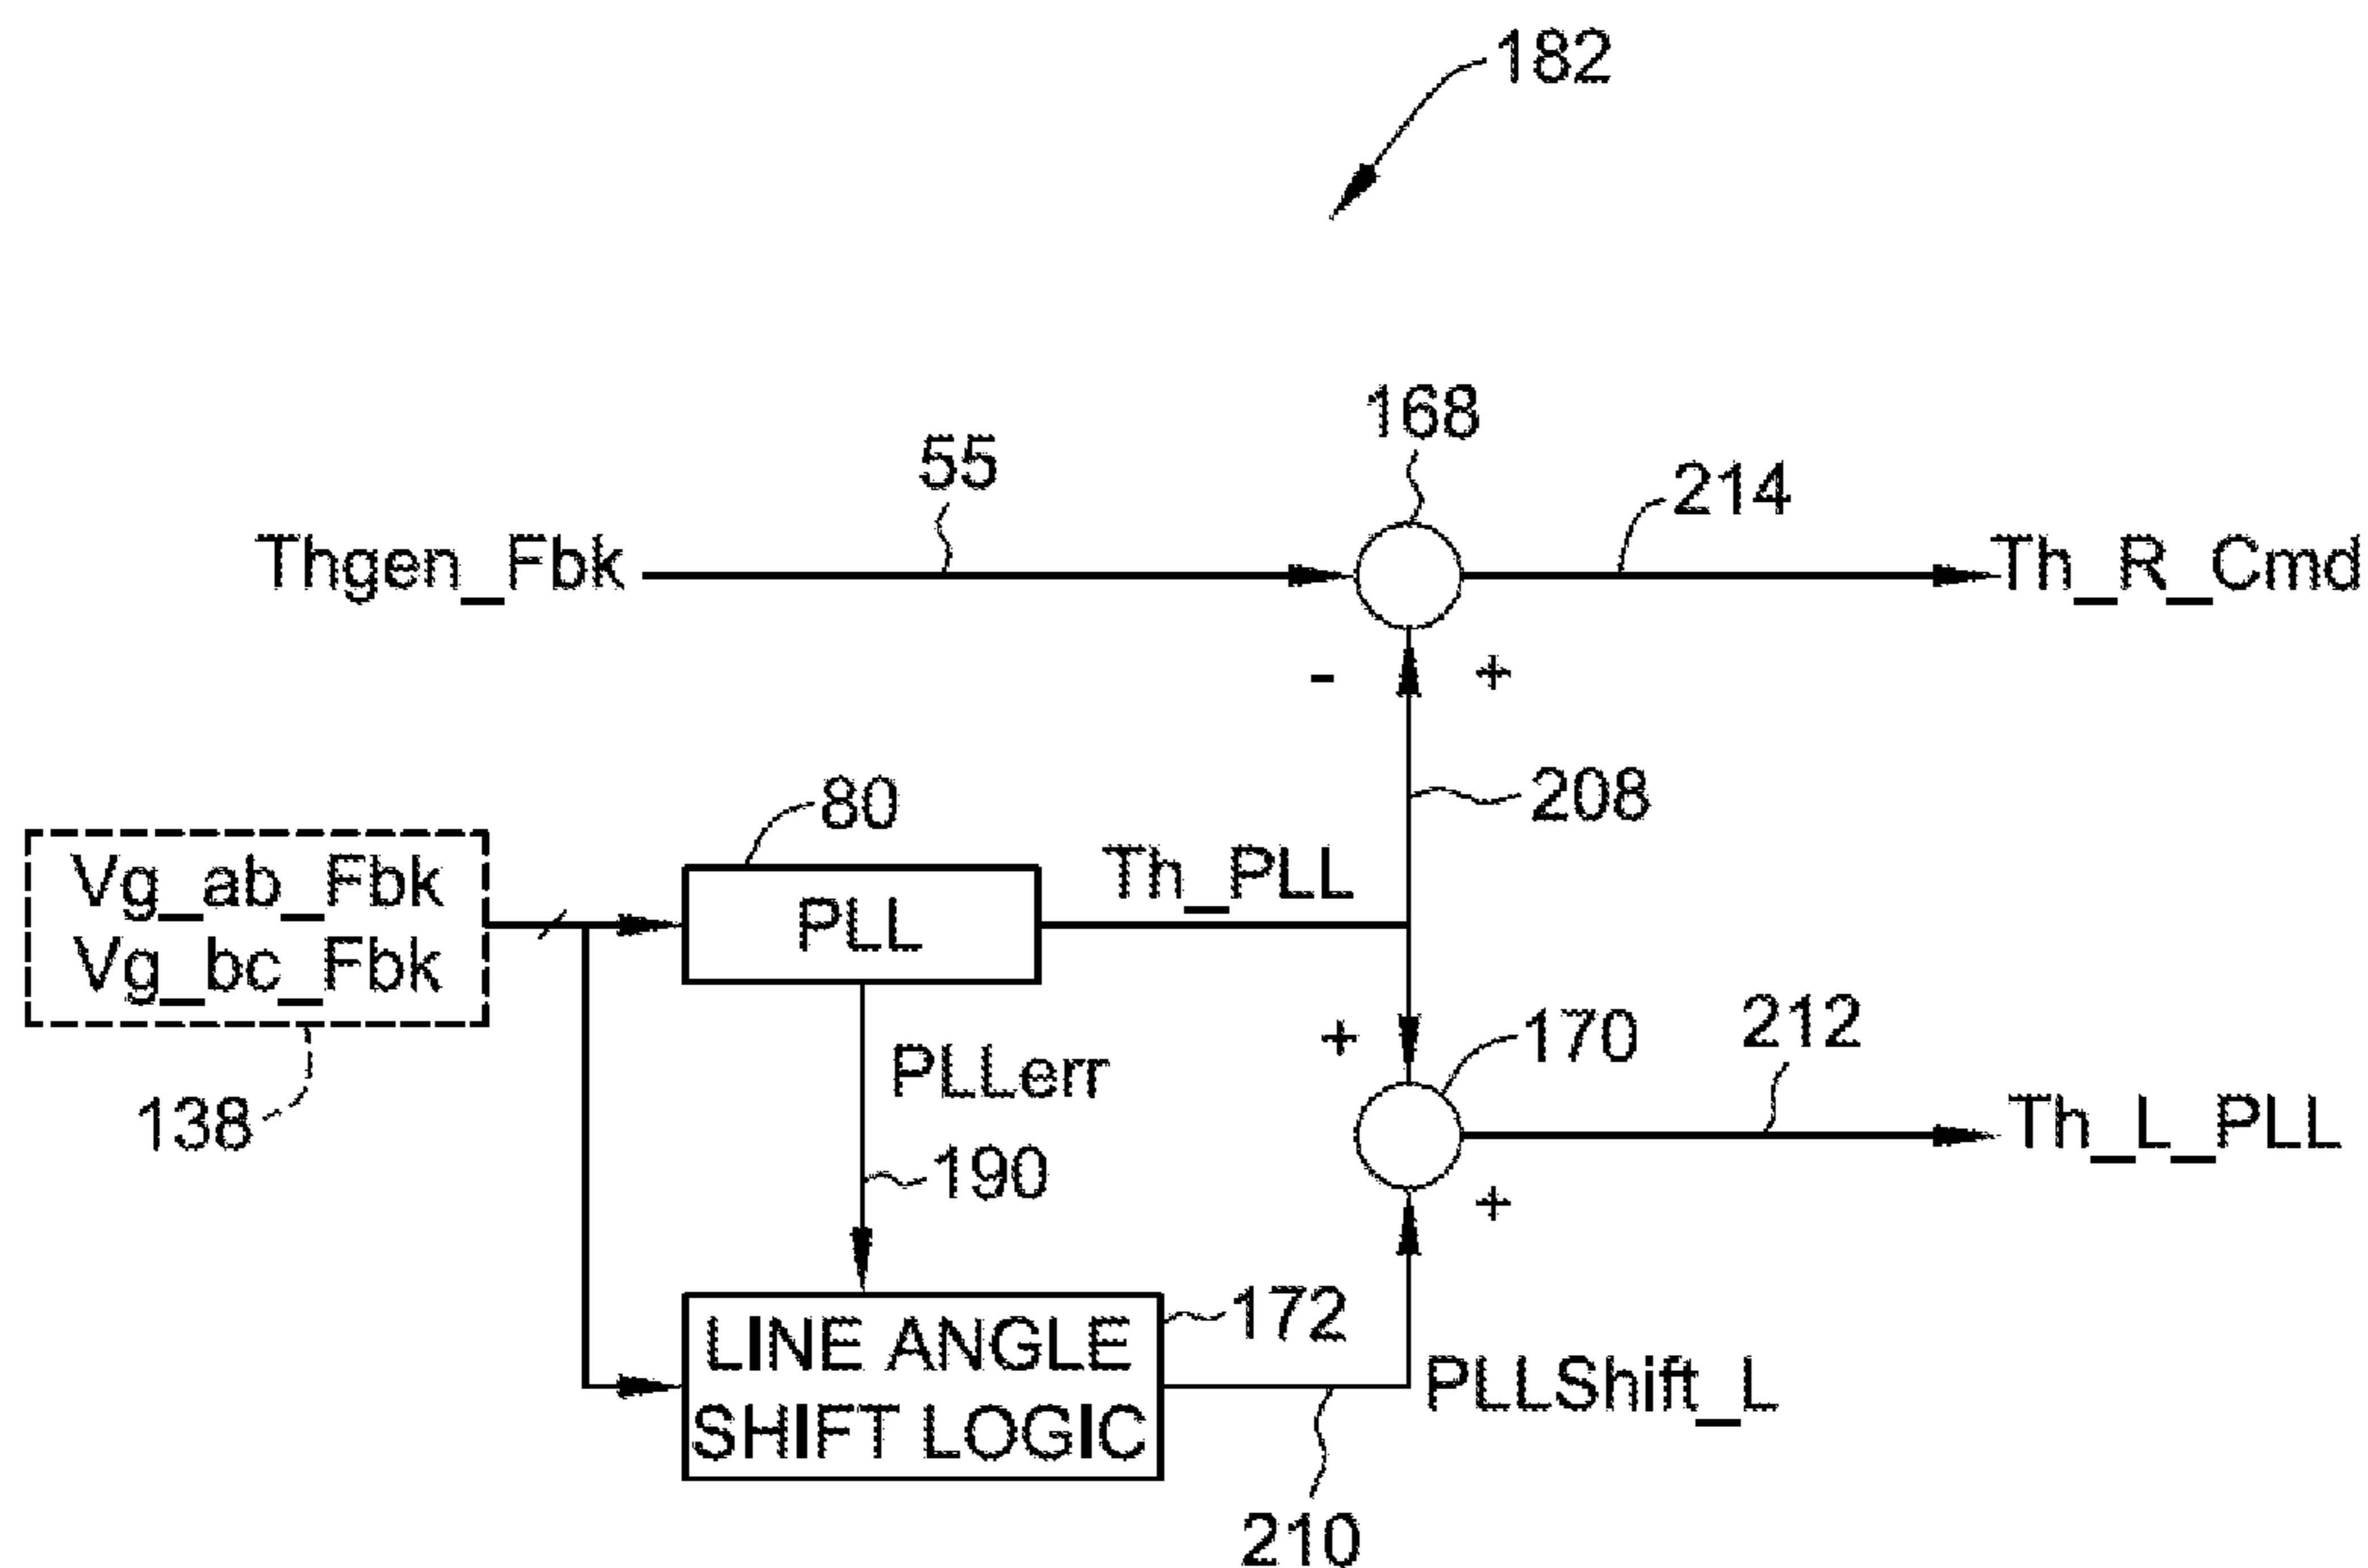 182
168
55
214
Thgen_Fbk
Th_R_Cmd
- +
80
208
Vg_ab_Fbk
Vg_bc_Fbk
PLL
Th_PLL
+
170
212
PLLerr
138
Th_L_PLL
190
+
172
LINE ANGLE
SHIFT LOGIC
PLLShift_L
210